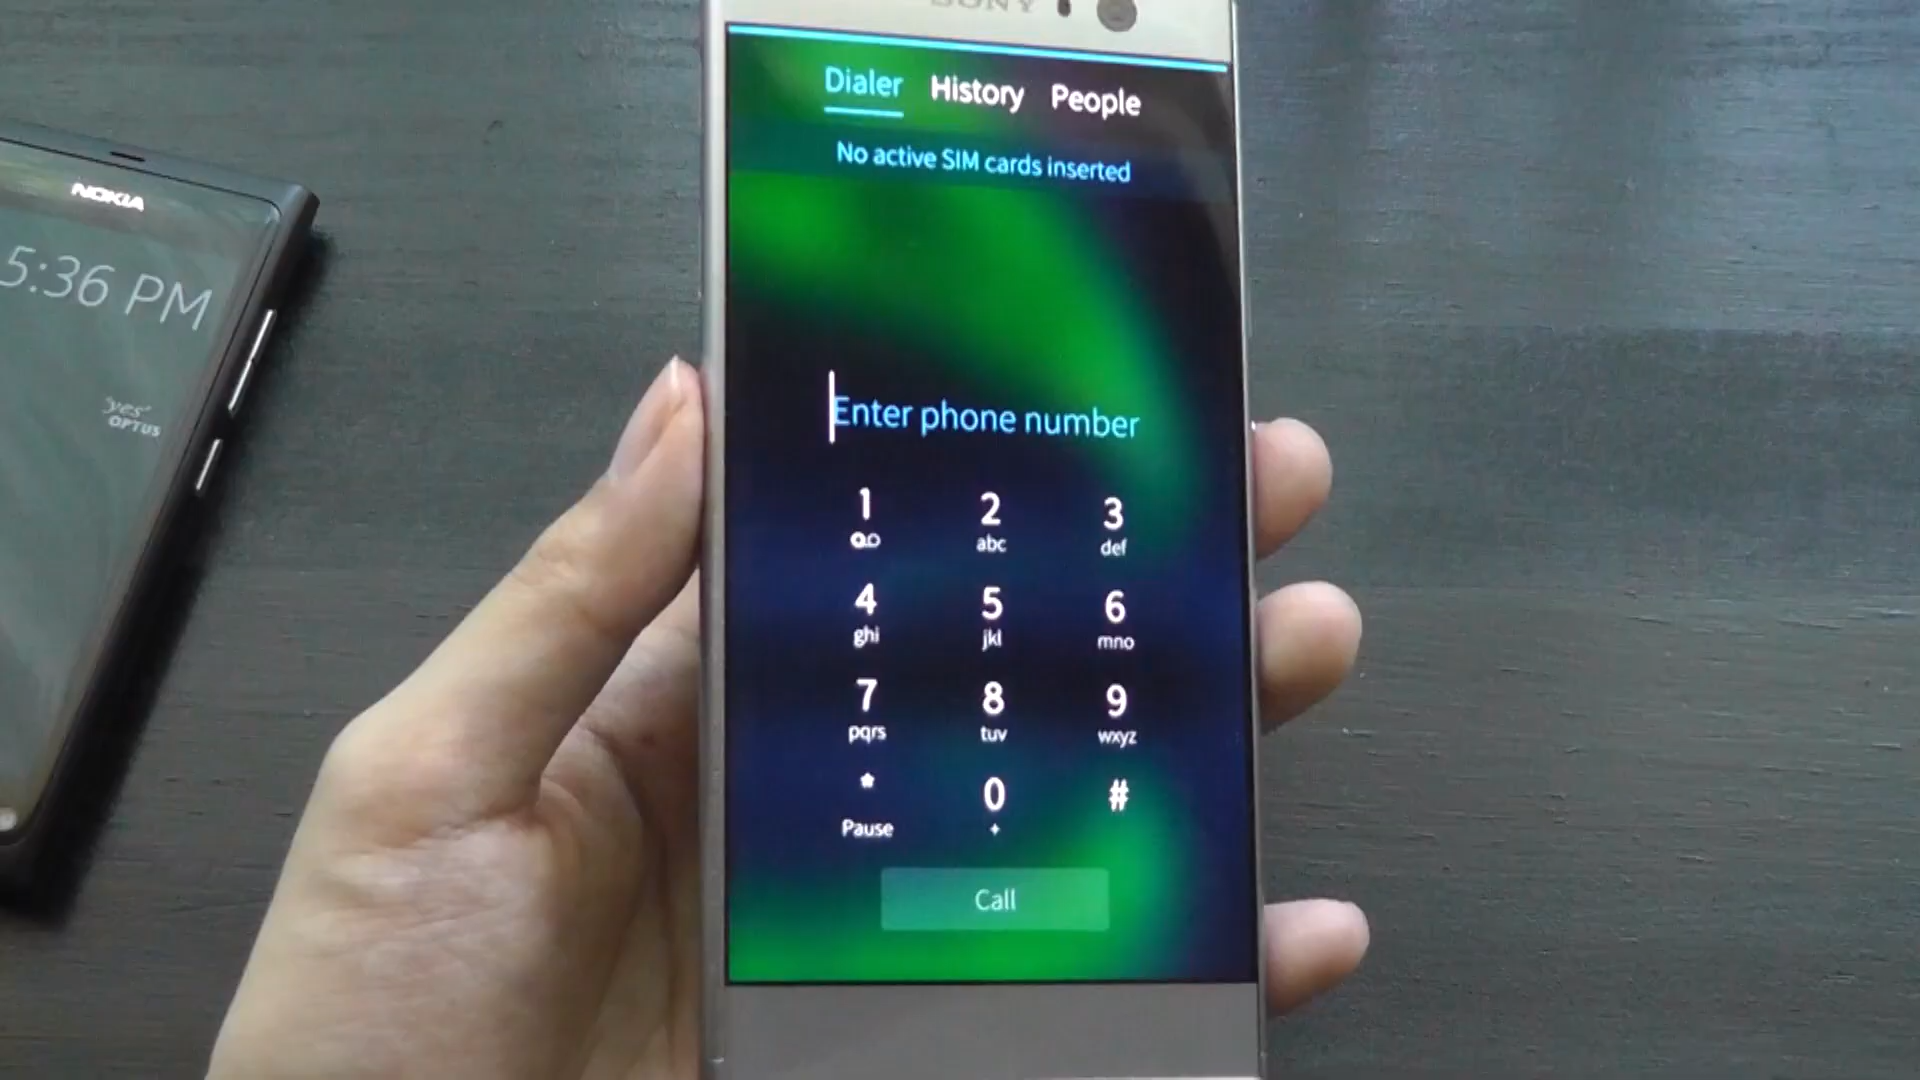 SONY
Dialer History People
No active SIM cards inserted
Enter phone number
1 2 3
abc def
4 5 6
ghi jkl mno
7 8 9
pqrs tuv wxyz
* 0 #
Pause +
Call
NOKIA
5:36 PM
'yes'
OPTUS